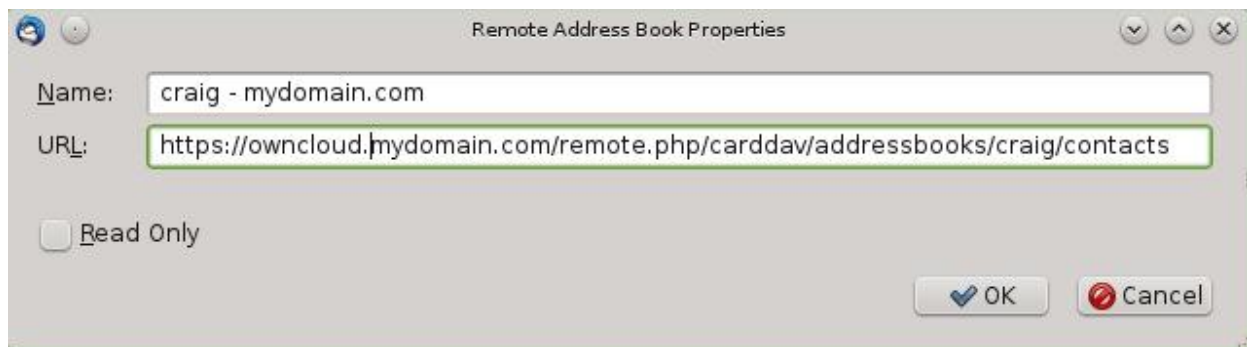 Remote Address Book Properties
Name: craig - mydomain.com
URL: https://owncloud.mydomain.com/remote.php/carddav/addressbooks/craig/contacts
Read Only
OK Cancel